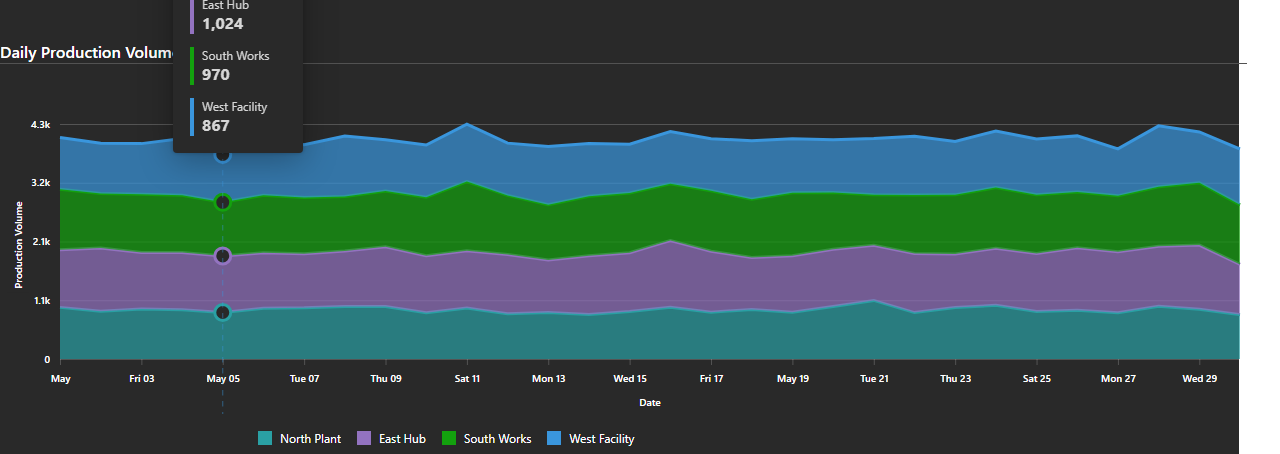 East Hub
1,024
Daily Production Volume
South Works
970
West Facility
867
4.3k
3.2k
2.1k
1.1k
0
Production Volume
May
Fri 03
May 05
Tue 07
Thu 09
Sat 11
Mon 13
Wed 15
Fri 17
May 19
Tue 21
Thu 23
Sat 25
Mon 27
Wed 29
Date
North Plant
East Hub
South Works
West Facility